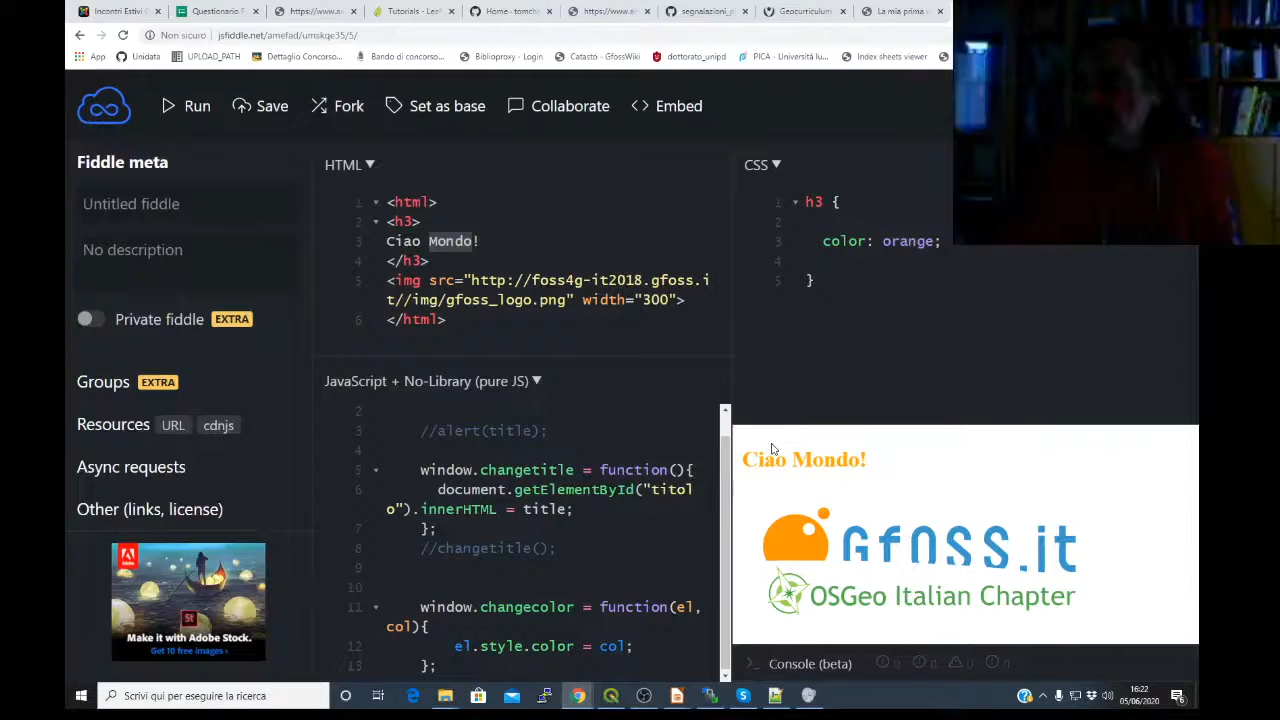 Incontri Estivi
Questionario
https://www.a
Tutorials - Leaf
Home - tomch
https://www.a
segnalazioni_
Geocurriculum
La mia prima
Non sicuro
jsfiddle.net/amefad/umskqe35/5/
App
Unidata
UPLOAD_PATH
Dettaglio Concorso...
Bando di concorso...
Biblioproxy - Login
Catasto - GfossWiki
dottorato_unipd
PICA - Università Iu...
Index sheets viewer
Run
Save
Fork
Set as base
Collaborate
Embed
Fiddle meta
Untitled fiddle
No description
Private fiddle EXTRA
Groups EXTRA
Resources URL cdnjs
Async requests
Other (links, license)
Make it with Adobe Stock.
Get 10 free images ›
St
HTML
1 <html>
2 <h3>
3 Ciao Mondo!
4 </h3>
5 <img src="http://foss4g-it2018.gfoss.i
t//img/gfoss_logo.png" width="300">
6 </html>
CSS
1 h3 {
2
3 color: orange;
4
5 }
JavaScript + No-Library (pure JS)
2
3 //alert(title);
4
5 window.changetitle = function(){
6 document.getElementById("titol
o").innerHTML = title;
7 };
8 //changetitle();
9
10
11 window.changecolor = function(el,
col){
12 el.style.color = col;
13 };
Ciao Mondo!
Gfoss.it
OSGeo Italian Chapter
Console (beta)
Scrivi qui per eseguire la ricerca
16:22
05/06/2020